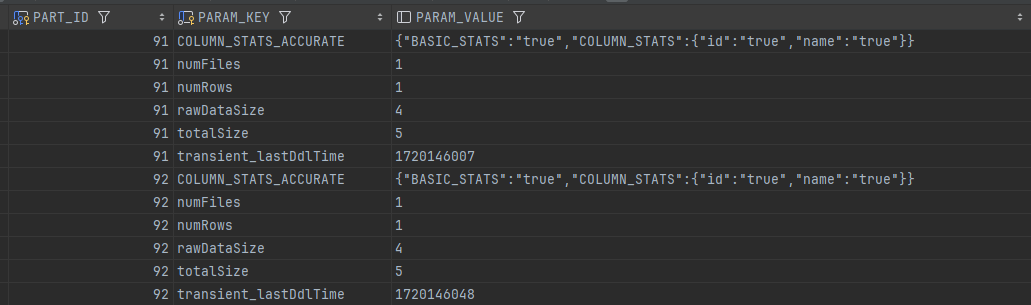 PART_ID PARAM_KEY PARAM_VALUE
91 COLUMN_STATS_ACCURATE {"BASIC_STATS":"true","COLUMN_STATS":{"id":"true","name":"true"}}
91 numFiles 1
91 numRows 1
91 rawDataSize 4
91 totalSize 5
91 transient_lastDdlTime 1720146007
92 COLUMN_STATS_ACCURATE {"BASIC_STATS":"true","COLUMN_STATS":{"id":"true","name":"true"}}
92 numFiles 1
92 numRows 1
92 rawDataSize 4
92 totalSize 5
92 transient_lastDdlTime 1720146048